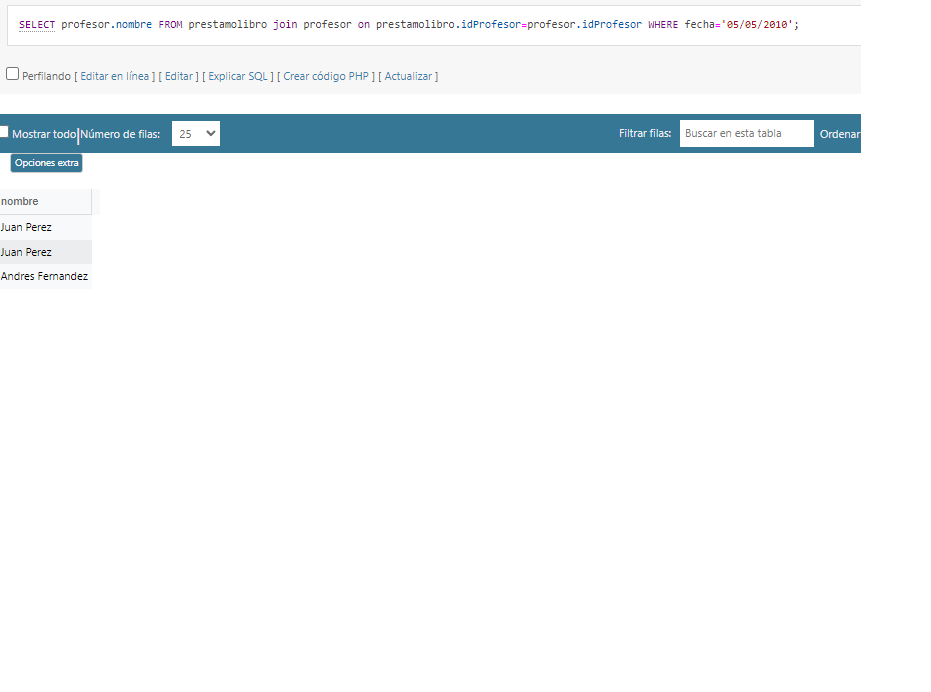 SELECT profesor.nombre FROM prestamolibro join profesor on prestamolibro.idProfesor=profesor.idProfesor WHERE fecha='05/05/2010';
Perfilando [ Editar en línea ] [ Editar ] [ Explicar SQL ] [ Crear código PHP ] [ Actualizar ]
Mostrar todo Número de filas: 25 Filtrar filas: Buscar en esta tabla Ordenar
Opciones extra
nombre
Juan Perez
Juan Perez
Andres Fernandez